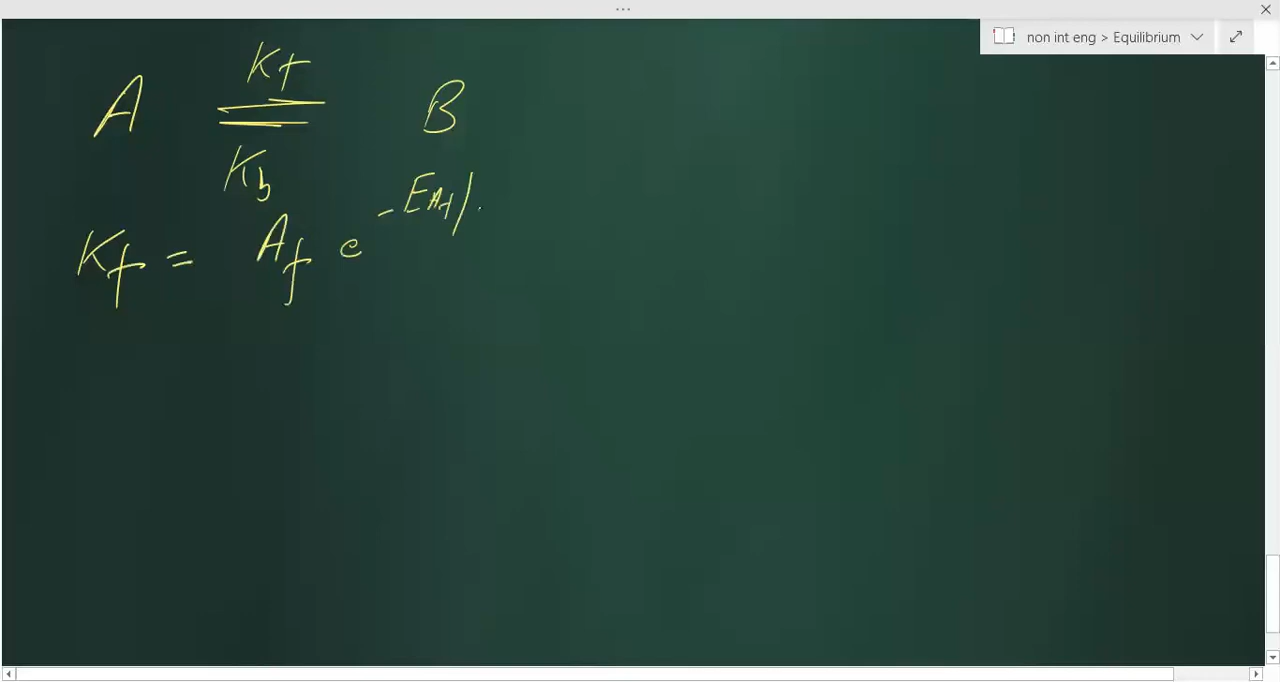 non int eng > Equilibrium
Kf
A ⇌ B
Kb
Kf = Af e^-EAf/